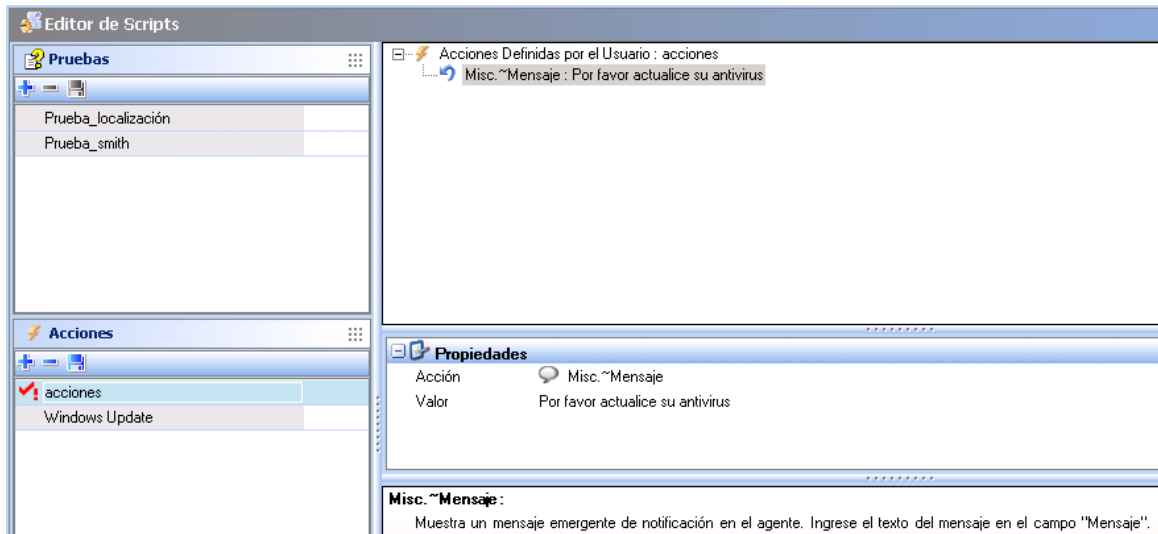 Editor de Scripts
Pruebas
Prueba_localización
Prueba_smith
Acciones
acciones
Windows Update
Acciones Definidas por el Usuario : acciones
Misc.~Mensaje : Por favor actualice su antivirus
Propiedades
Acción Misc.~Mensaje
Valor Por favor actualice su antivirus
Misc.~Mensaje :
Muestra un mensaje emergente de notificación en el agente. Ingrese el texto del mensaje en el campo "Mensaje".